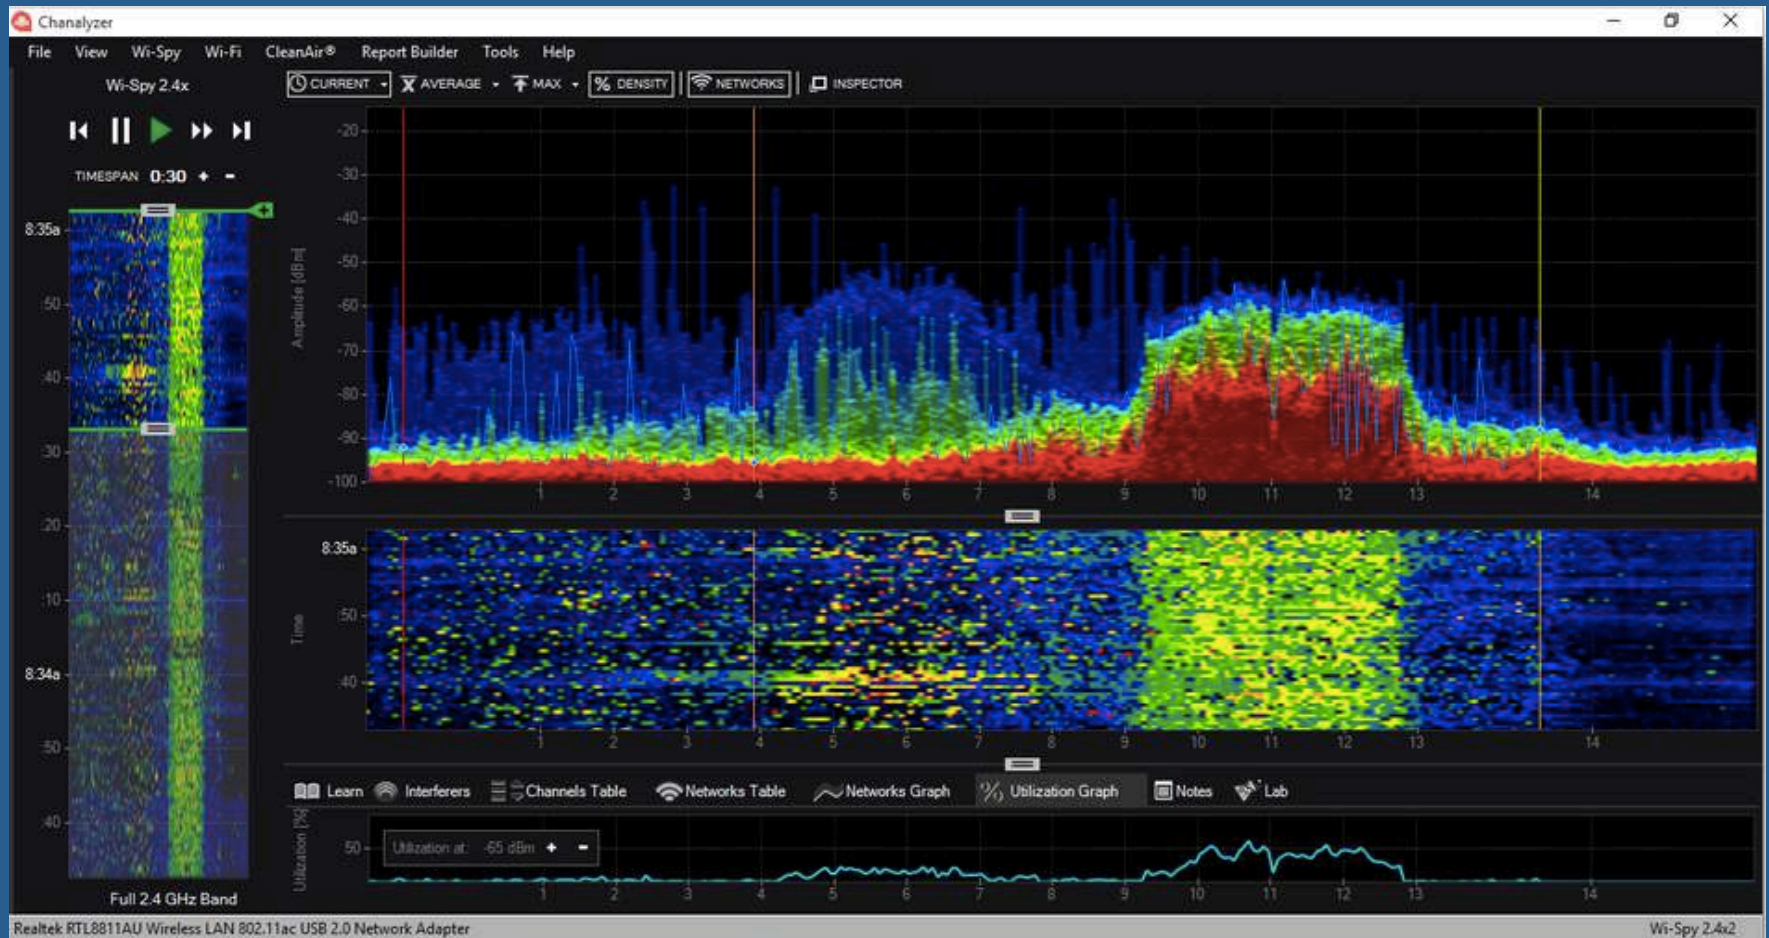 Chanalyzer
File View Wi-Spy Wi-Fi CleanAir® Report Builder Tools Help
Wi-Spy 2.4x
CURRENT AVERAGE MAX % DENSITY NETWORKS INSPECTOR
TIMESPAN 0:30 + -
8:35a
:50
:40
:30
:20
:10
8:34a
:50
:40
Full 2.4 GHz Band
Amplitude [dBm]
-20
-30
-40
-50
-60
-70
-80
-90
-100
1 2 3 4 5 6 7 8 9 10 11 12 13 14
Time
8:35a
:50
:40
1 2 3 4 5 6 7 8 9 10 11 12 13 14
Learn Interferers Channels Table Networks Table Networks Graph Utilization Graph Notes Lab
Utilization [%]
50
Utilization at: -65 dBm + -
1 2 3 4 5 6 7 8 9 10 11 12 13 14
Realtek RTL8811AU Wireless LAN 802.11ac USB 2.0 Network Adapter
Wi-Spy 2.4x2